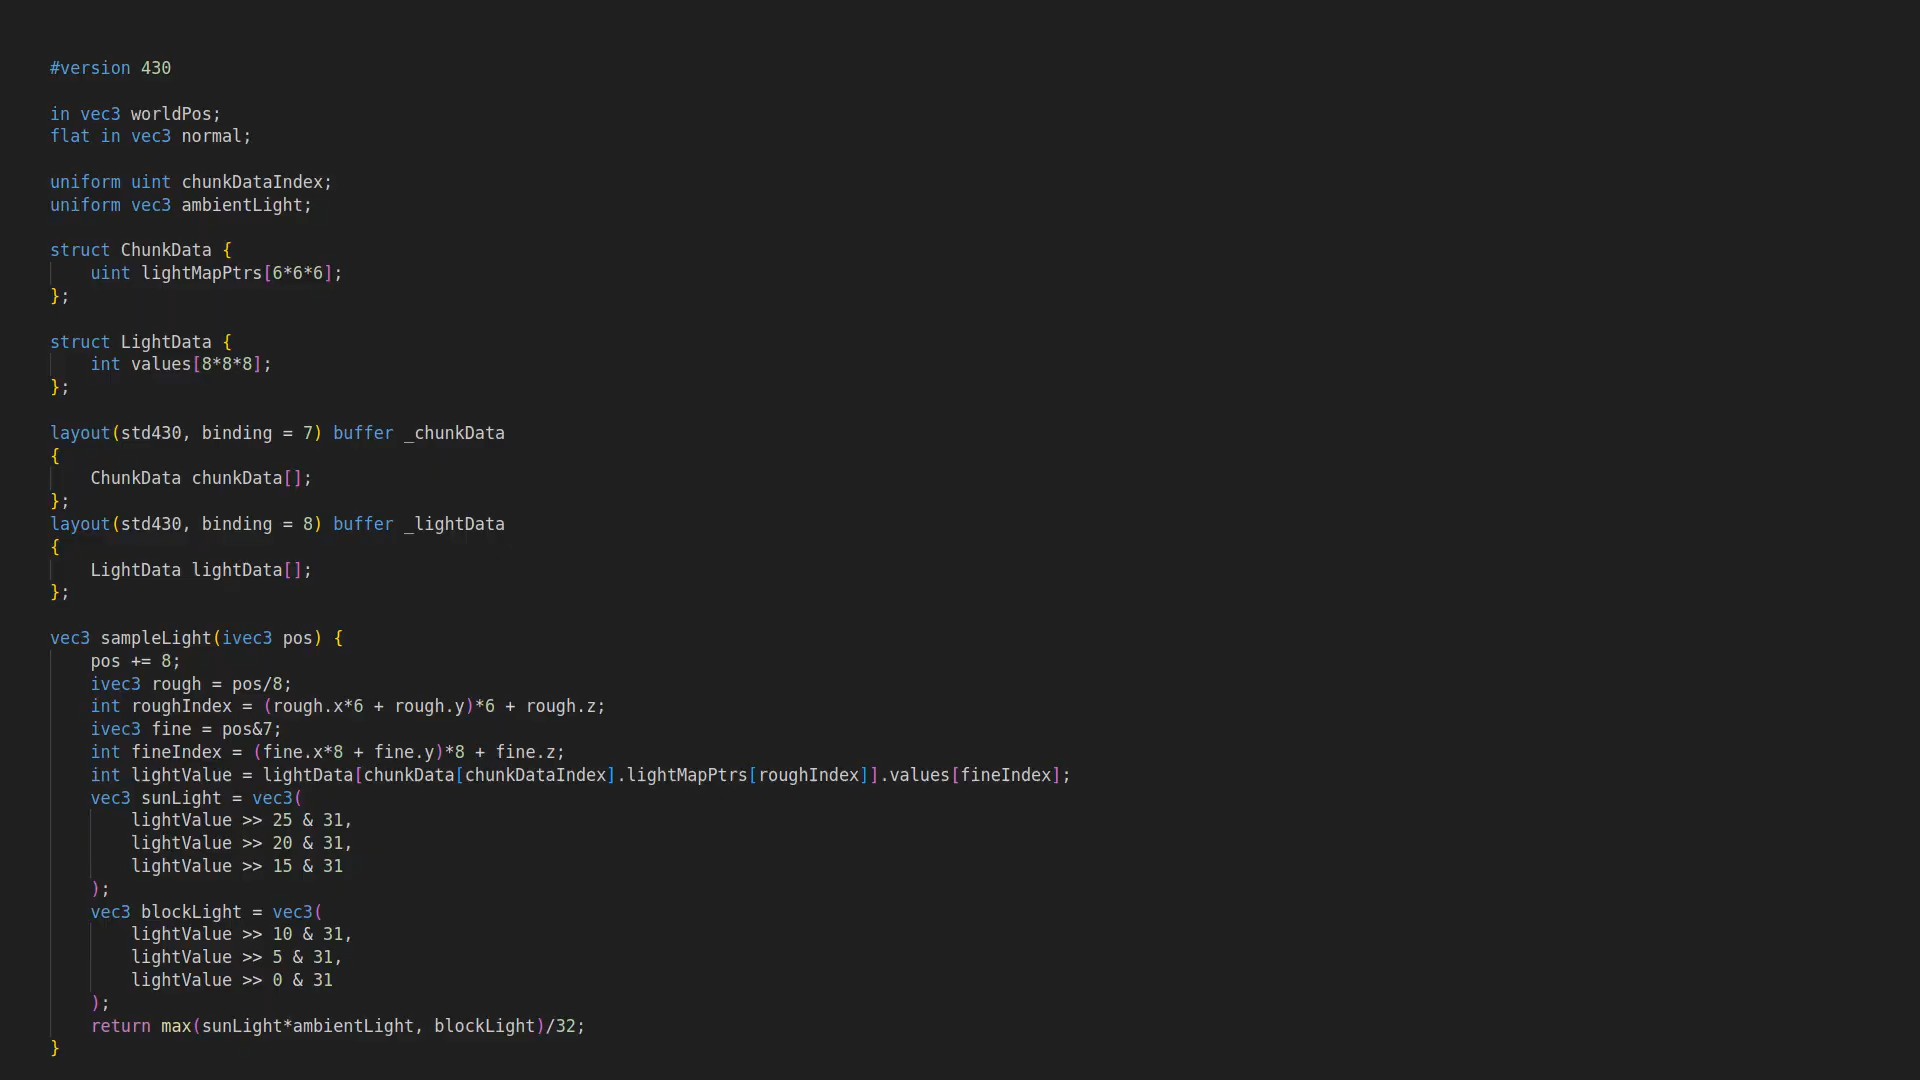 #version 430
in vec3 worldPos;
flat in vec3 normal;
uniform uint chunkDataIndex;
uniform vec3 ambientLight;
struct ChunkData {
    uint lightMapPtrs[6*6*6];
};
struct LightData {
    int values[8*8*8];
};
layout(std430, binding = 7) buffer _chunkData
{
    ChunkData chunkData[];
};
layout(std430, binding = 8) buffer _lightData
{
    LightData lightData[];
};
vec3 sampleLight(ivec3 pos) {
    pos += 8;
    ivec3 rough = pos/8;
    int roughIndex = (rough.x*6 + rough.y)*6 + rough.z;
    ivec3 fine = pos&7;
    int fineIndex = (fine.x*8 + fine.y)*8 + fine.z;
    int lightValue = lightData[chunkData[chunkDataIndex].lightMapPtrs[roughIndex]].values[fineIndex];
    vec3 sunLight = vec3(
        lightValue >> 25 & 31,
        lightValue >> 20 & 31,
        lightValue >> 15 & 31
    );
    vec3 blockLight = vec3(
        lightValue >> 10 & 31,
        lightValue >> 5 & 31,
        lightValue >> 0 & 31
    );
    return max(sunLight*ambientLight, blockLight)/32;
}